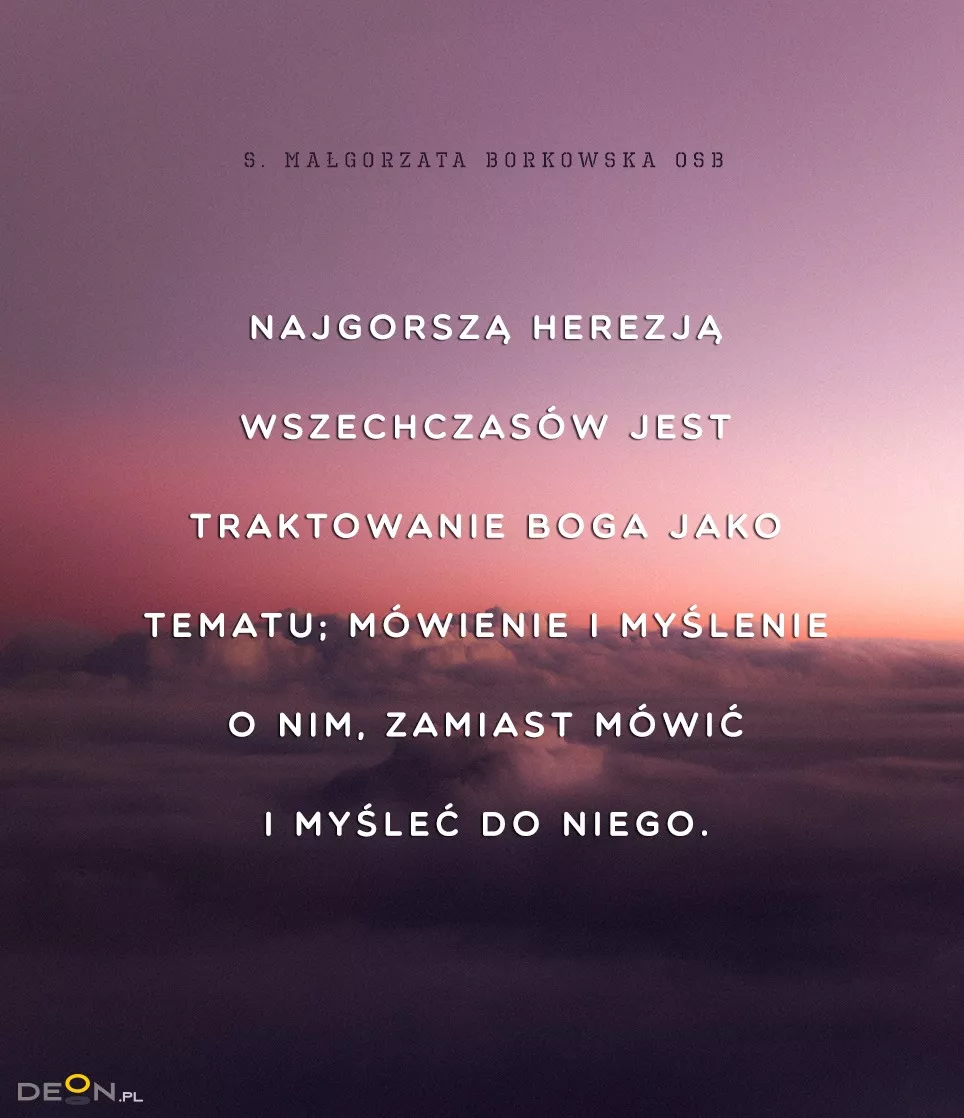 S. MAŁGORZATA BORKOWSKA OSB
NAJGORSZĄ HEREZJĄ
WSZECHCZASÓW JEST
TRAKTOWANIE BOGA JAKO
TEMATU; MÓWIENIE I MYŚLENIE
O NIM, ZAMIAST MÓWIĆ
I MYŚLEĆ DO NIEGO.
DEON.PL